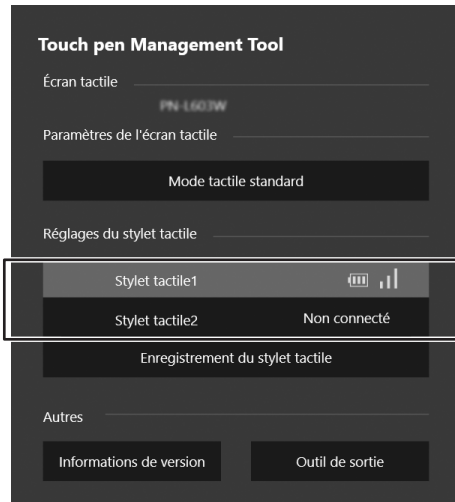 Touch pen Management Tool
Écran tactile
PN-L603W
Paramètres de l'écran tactile
Mode tactile standard
Réglages du stylet tactile
Stylet tactile1
Stylet tactile2 Non connecté
Enregistrement du stylet tactile
Autres
Informations de version Outil de sortie